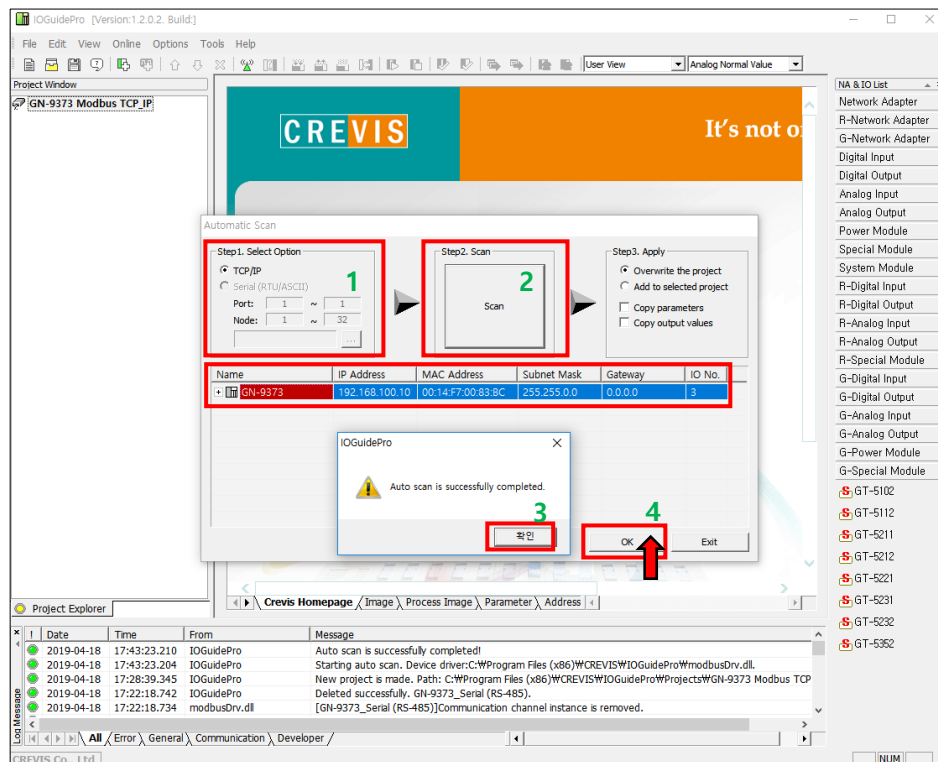 IOGuidePro [Version:1.2.0.2. Build:]
File Edit View Online Options Tools Help
User View
Analog Normal Value
Project Window
GN-9373 Modbus TCP_IP
CREVIS
It's not o
Automatic Scan
Step1. Select Option
TCP/IP
Serial (RTU/ASCII)
Port: 1 ~ 1
Node: 1 ~ 32
...
1
Step2. Scan
2
Scan
Step3. Apply
Overwrite the project
Add to selected project
Copy parameters
Copy output values
Name IP Address MAC Address Subnet Mask Gateway IO No.
GN-9373 192.168.100.10 00:14:F7:00:83:BC 255.255.0.0 0.0.0.0 3
IOGuidePro
Auto scan is successfully completed.
3
확인
4
OK
Exit
Crevis Homepage Image Process Image Parameter Address
Project Explorer
NA & IO List
Network Adapter
R-Network Adapter
G-Network Adapter
Digital Input
Digital Output
Analog Input
Analog Output
Power Module
Special Module
System Module
R-Digital Input
R-Digital Output
R-Analog Input
R-Analog Output
R-Special Module
G-Digital Input
G-Digital Output
G-Analog Input
G-Analog Output
G-Power Module
G-Special Module
GT-5102
GT-5112
GT-5211
GT-5212
GT-5221
GT-5231
GT-5232
GT-5352
! Date Time From Message
2019-04-18 17:43:23.210 IOGuidePro Auto scan is successfully completed!
2019-04-18 17:43:23.204 IOGuidePro Starting auto scan. Device driver:C:₩Program Files (x86)₩CREVIS₩IOGuidePro₩modbusDrv.dll.
2019-04-18 17:28:39.345 IOGuidePro New project is made. Path: C:₩Program Files (x86)₩CREVIS₩IOGuidePro₩Projects₩GN-9373 Modbus TCP
2019-04-18 17:22:18.742 IOGuidePro Deleted successfully. GN-9373_Serial (RS-485).
2019-04-18 17:22:18.734 modbusDrv.dll [GN-9373_Serial (RS-485)]Communication channel instance is removed.
Log Message
All Error General Communication Developer
CREVIS Co., Ltd
NUM